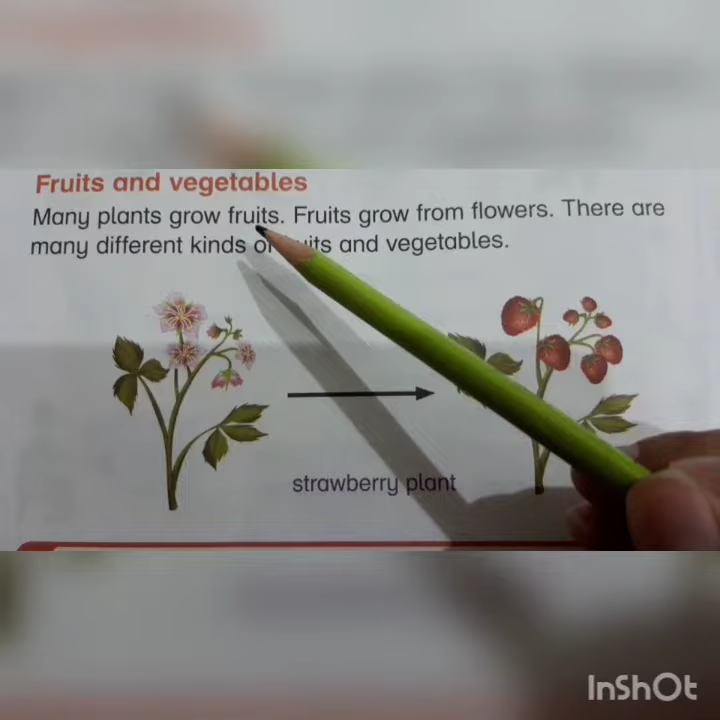 Fruits and vegetables
Many plants grow fruits. Fruits grow from flowers. There are
many different kinds and vegetables.
strawberry plant
InShOt